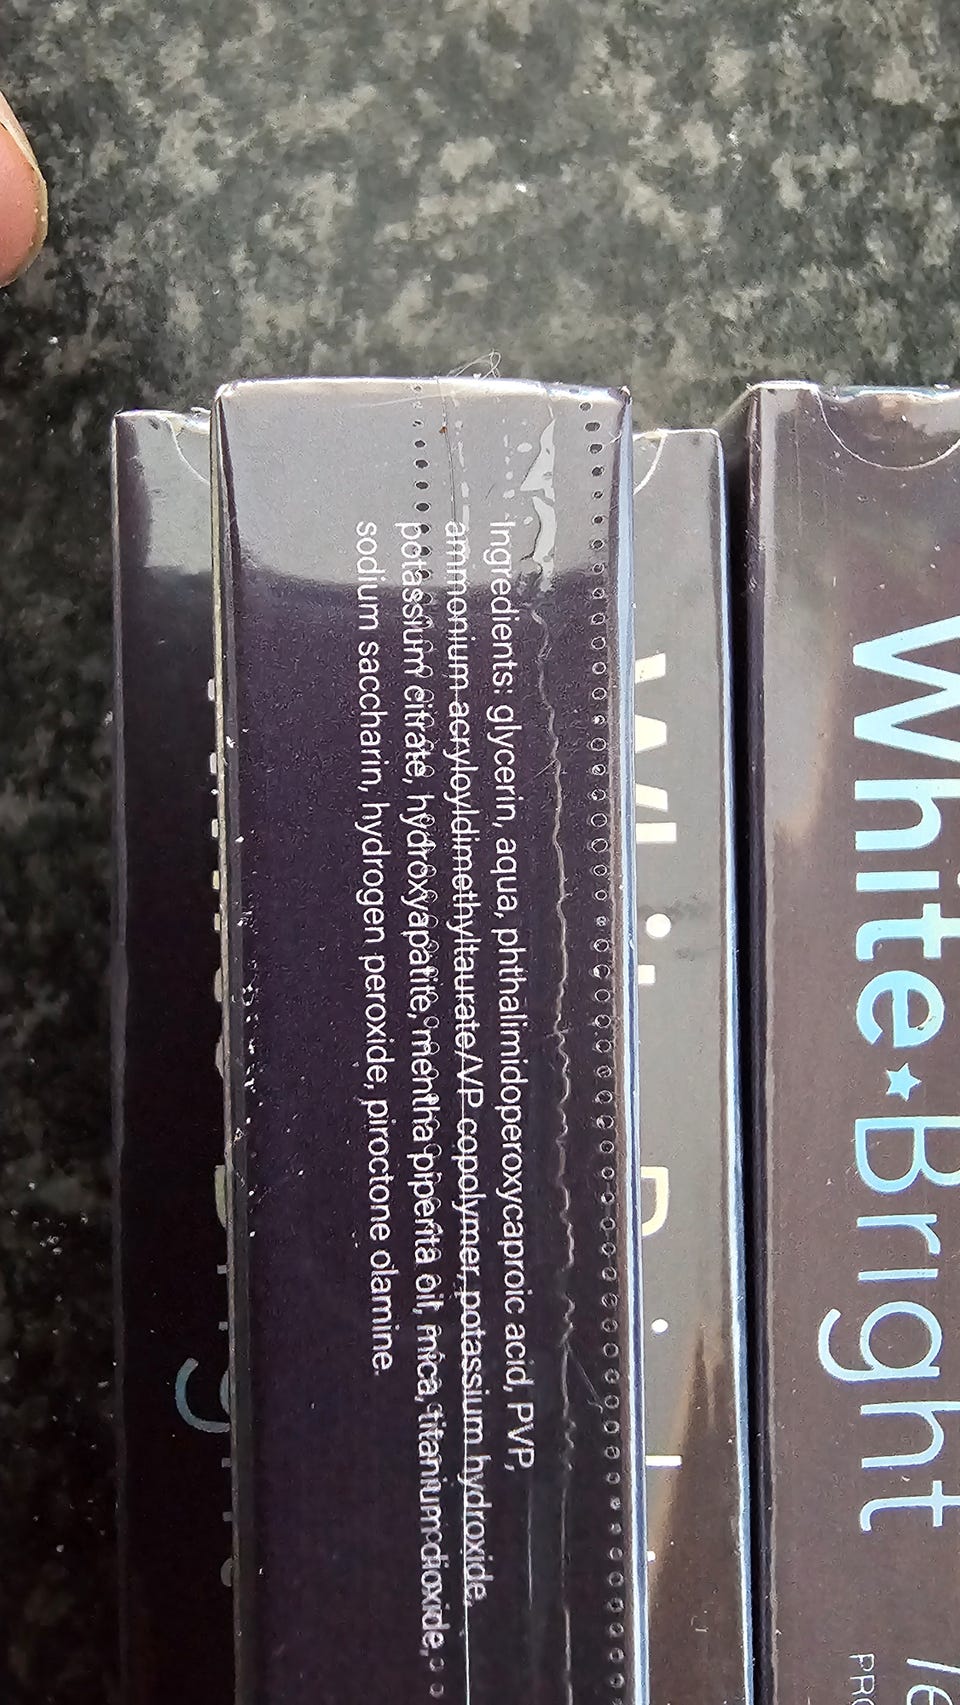 Ingredients: glycerin, aqua, phthalimidoperoxycaproic acid, PVP,
ammonium acryloyldimethyltaurate/VP copolymer, potassium hydroxide,
potassium citrate, hydroxyapatite, mentha piperita oil, mica, titanium dioxide,
sodium saccharin, hydrogen peroxide, piroctone olamine.
White★Bright